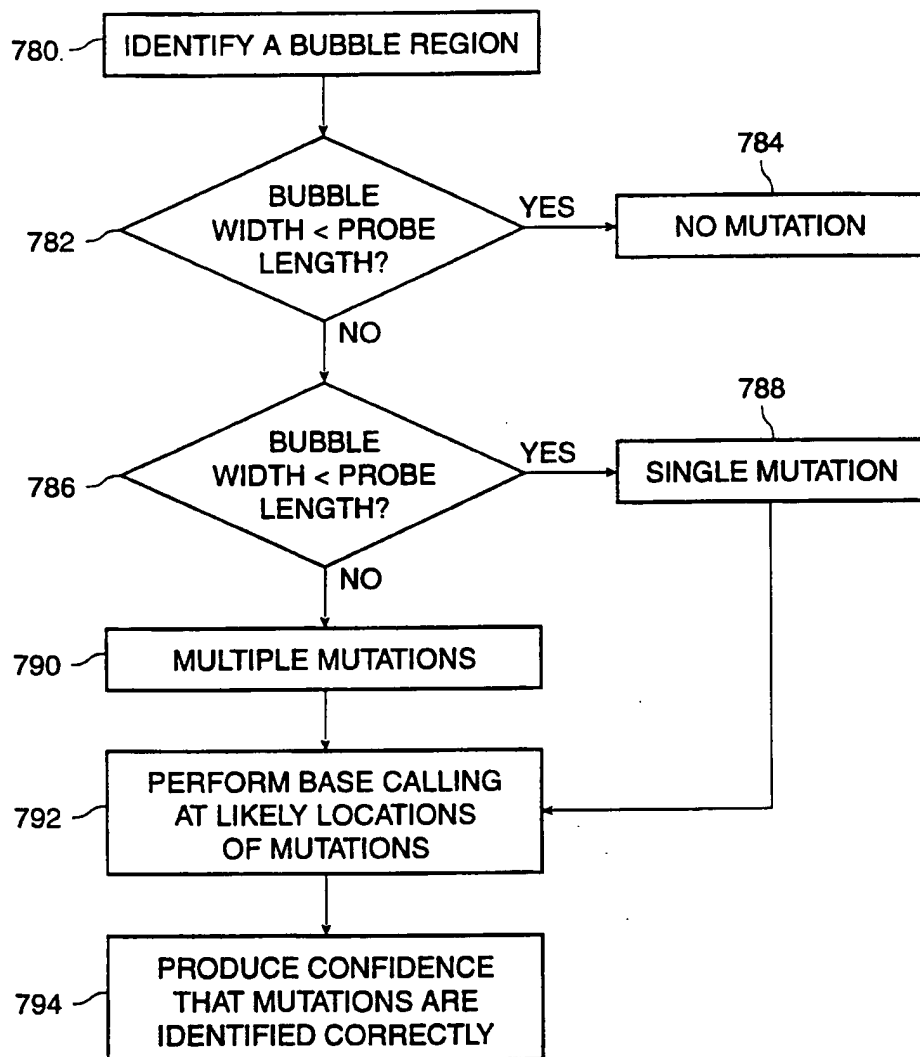 780.
IDENTIFY A BUBBLE REGION
782
BUBBLE
WIDTH < PROBE
LENGTH?
YES
784
NO MUTATION
NO
786
BUBBLE
WIDTH < PROBE
LENGTH?
YES
788
SINGLE MUTATION
NO
790
MULTIPLE MUTATIONS
792
PERFORM BASE CALLING
AT LIKELY LOCATIONS
OF MUTATIONS
794
PRODUCE CONFIDENCE
THAT MUTATIONS ARE
IDENTIFIED CORRECTLY